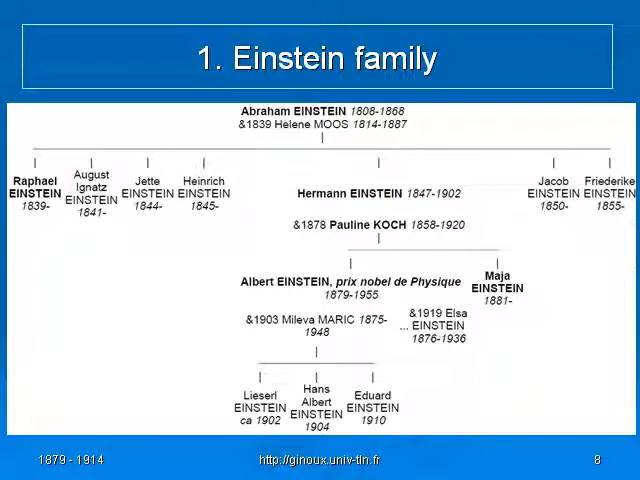 1. Einstein family
Abraham EINSTEIN 1808-1868
&1839 Helene MOOS 1814-1887
Raphael
EINSTEIN
1839-
August
Ignatz
EINSTEIN
1841-
Jette
EINSTEIN
1844-
Heinrich
EINSTEIN
1845-
Hermann EINSTEIN 1847-1902
&1878 Pauline KOCH 1858-1920
Jacob
EINSTEIN
1850-
Friederike
EINSTEIN
1855-
Albert EINSTEIN, prix nobel de Physique
1879-1955
Maja
EINSTEIN
1881-
&1903 Mileva MARIC 1875-
1948
&1919 Elsa
... EINSTEIN
1876-1936
Lieserl
EINSTEIN
ca 1902
Hans
Albert
EINSTEIN
1904
Eduard
EINSTEIN
1910
1879 - 1914
http://ginoux.univ-tln.fr
8